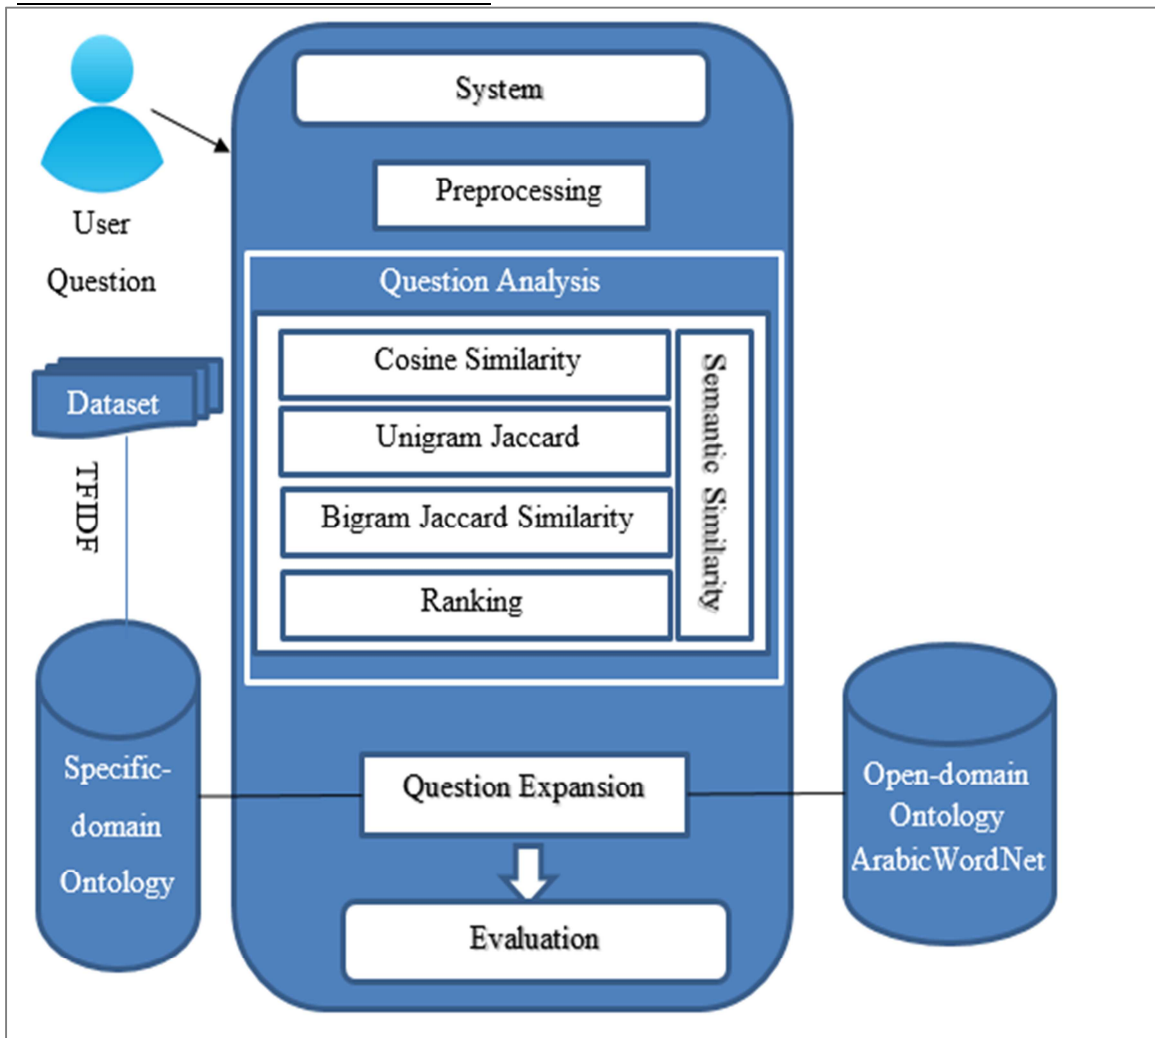 System
Preprocessing
User
Question
Question Analysis
Cosine Similarity
Unigram Jaccard
Bigram Jaccard Similarity
Ranking
Semantic Similarity
Dataset
TFIDF
Specific-
domain
Ontology
Question Expansion
Open-domain
Ontology
ArabicWordNet
Evaluation